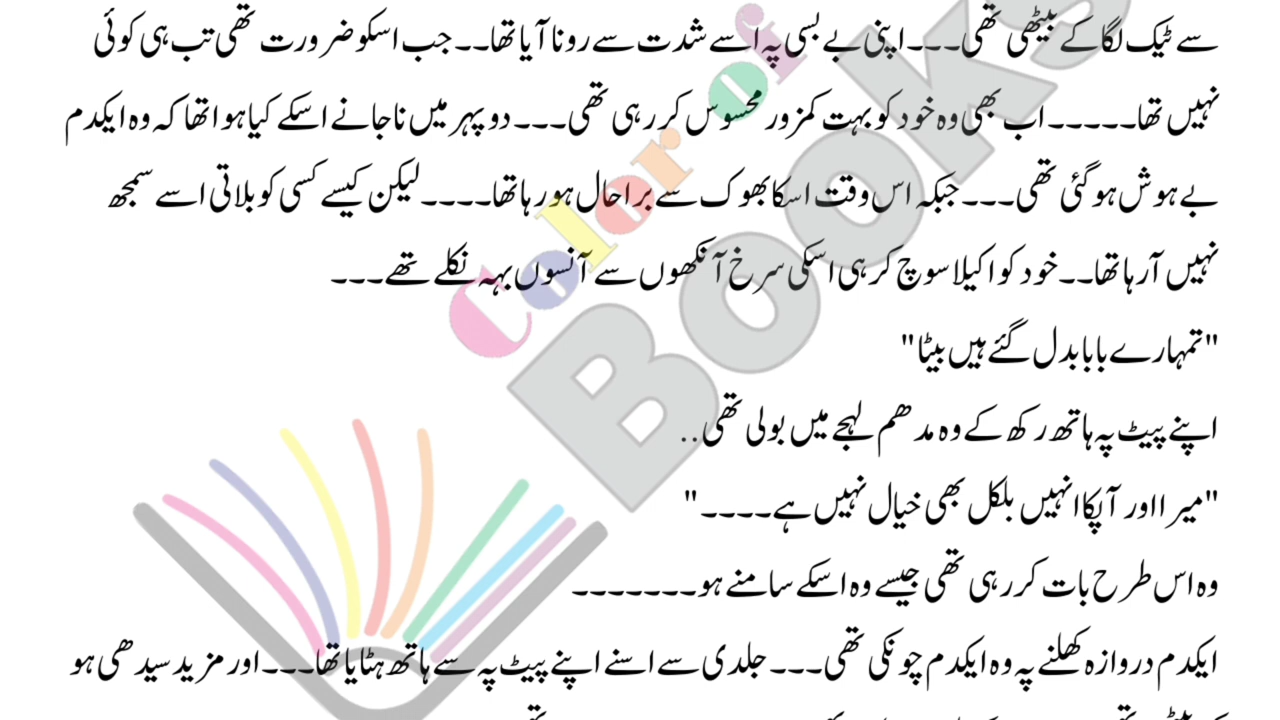 سے ٹیک لگا کے بیٹھی تھی۔۔۔اپنی بے بسی پہ اسے شدت سے رونا آیا تھا۔۔جب اسکو ضرورت تھی تب ہی کوئی
نہیں تھا۔۔۔۔۔اب بھی وہ خود کو بہت کمزور محسوس کر رہی تھی۔۔۔دوپہر میں ناجانے اسکے کیا ہوا تھا کہ وہ ایکدم
بے ہوش ہو گئی تھی۔۔۔جبکہ اس وقت اسکا بھوک سے برا حال ہو رہا تھا۔۔۔۔لیکن کیسے کسی کو بلاتی اسے سمجھ
نہیں آ رہا تھا۔۔خود کو اکیلا سوچ کر ہی اسکی سرخ آنکھوں سے آنسوں بہہ نکلے تھے۔۔۔
"تمہارے بابا بدل گئے ہیں بیٹا"
اپنے پیٹ پہ ہاتھ رکھ کے وہ مدھم لہجے میں بولی تھی..
"میرا اور آپکا انہیں بلکل بھی خیال نہیں ہے۔۔۔۔"
وہ اس طرح بات کر رہی تھی جیسے وہ اسکے سامنے ہو۔۔۔۔۔۔۔
ایکدم دروازہ کھلنے پہ وہ ایکدم چونکی تھی۔۔۔جلدی سے اسنے اپنے پیٹ پہ سے ہاتھ ہٹایا تھا۔۔۔اور مزید سیدھی ہو
Color of
Books